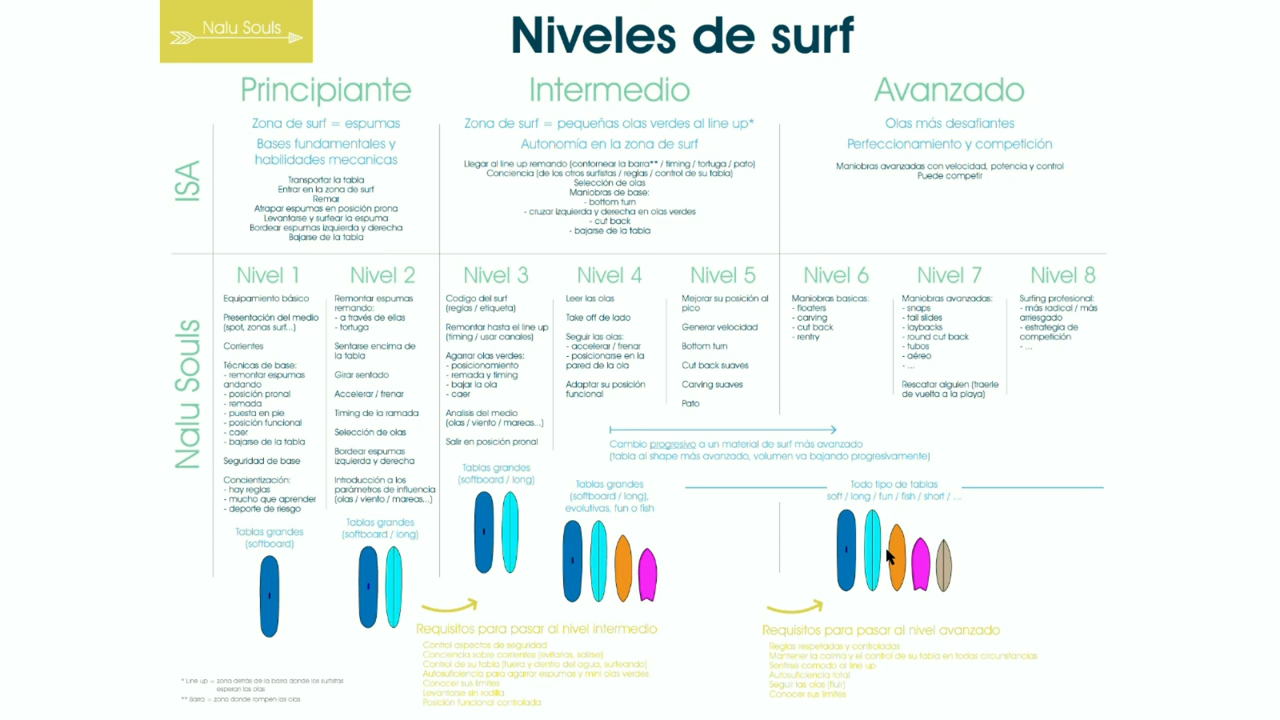 Nalu Souls
Niveles de surf
Principiante
Zona de surf = espumas
Bases fundamentales y
habilidades mecanicas
Transportar la tabla
Entrar en la zona de surf
Remar
Atrapar espumas en posición prona
Levantarse y surfear la espuma
Bordear espumas izquierda y derecha
Bajarse de la tabla
Intermedio
Zona de surf = pequeñas olas verdes al line up*
Autonomía en la zona de surf
Llegar al line up remando (contornear la barra** / timing / tortuga / pato)
Conciencia (de los otros surfistas / reglas / control de su tabla)
Selección de olas
Maniobras de base:
- bottom turn
- cruzar izquierda y derecha en olas verdes
- cut back
- bajarse de la tabla
Avanzado
Olas más desafiantes
Perfeccionamiento y competición
Maniobras avanzadas con velocidad, potencia y control
Puede competir
ISA
Nalu Souls
Nivel 1
Equipamiento básico
Presentación del medio
(spot, zonas surf...)
Corrientes
Técnicas de base:
- remontar espumas
andando
- posición pronal
- remada
- puesta en pie
- posición funcional
- caer
- bajarse de la tabla
Seguridad de base
Concientización:
- hay reglas
- mucho que aprender
- deporte de riesgo
Tablas grandes
(softboard)
Nivel 2
Remontar espumas
remando:
- a través de ellas
- tortuga
Sentarse encima de
la tabla
Girar sentado
Accelerar / frenar
Timing de la ramada
Selección de olas
Bordear espumas
izquierda y derecha
Introducción a los
parámetros de influencia
(olas / viento / mareas...)
Tablas grandes
(softboard / long)
Nivel 3
Codigo del surf
(reglas / etiqueta)
Remontar hasta el line up
(timing / usar canales)
Agarrar olas verdes:
- posicionamiento
- remada y timing
- bajar la ola
- caer
Analisis del medio
(olas / viento / mareas...)
Salir en posición pronal
Tablas grandes
(softboard / long)
Nivel 4
Leer las olas
Take off de lado
Seguir las olas:
- accelerar / frenar
- posicionarse en la
pared de la ola
Adaptar su posición
funcional
Nivel 5
Mejorar su posición al
pico
Generar velocidad
Bottom turn
Cut back suaves
Carving suaves
Pato
Nivel 6
Maniobras basicas:
- floaters
- carving
- cut back
- rentry
Nivel 7
Maniobras avanzadas:
- snaps
- tail slides
- laybacks
- round cut back
- tubos
- aéreo
- ...
Rescatar alguien (traerle
de vuelta a la playa)
Nivel 8
Surfing profesional:
- más radical / más
arriesgado
- estrategia de
competición
- ...
Cambio progresivo a un material de surf más avanzado
(tabla al shape más avanzado, volumen va bajando progresivamente)
Tablas grandes
(softboard / long),
evolutivas, fun o fish
Todo tipo de tablas
soft / long / fun / fish / short / ...
Requisitos para pasar al nivel intermedio
Control aspectos de seguridad
Conciencia sobre corrientes (evitarlas, salirse)
Control de su tabla (fuera y dentro del agua, surfeando)
Autosuficiencia para agarrar espumas y mini olas verdes
Conocer sus limites
Levantarse sin rodilla
Posición funcional controlada
Requisitos para pasar al nivel avanzado
Reglas respetadas y controladas
Mantener la calma y el control de su tabla en todas circunstancias
Sentirse comodo al line up
Autosuficiencia total
Seguir las olas (fluir)
Conocer sus limites
* Line up = zona detrás de la barra donde los surfistas
esperan las olas
** Barra = zona donde rompen las olas